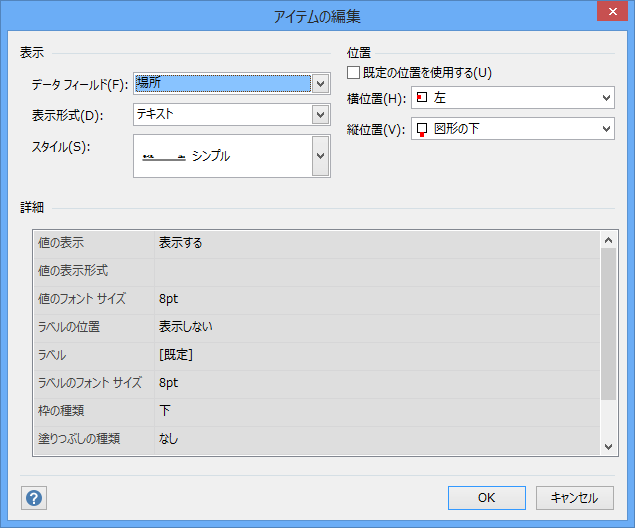 アイテムの編集
表示
データ フィールド(F):
場所
表示形式(D):
テキスト
スタイル(S):
シンプル
位置
既定の位置を使用する(U)
横位置(H):
左
縦位置(V):
図形の下
詳細
値の表示 表示する
値の表示形式
値のフォント サイズ 8pt
ラベルの位置 表示しない
ラベル [既定]
ラベルのフォント サイズ 8pt
枠の種類 下
塗りつぶしの種類 なし
OK
キャンセル